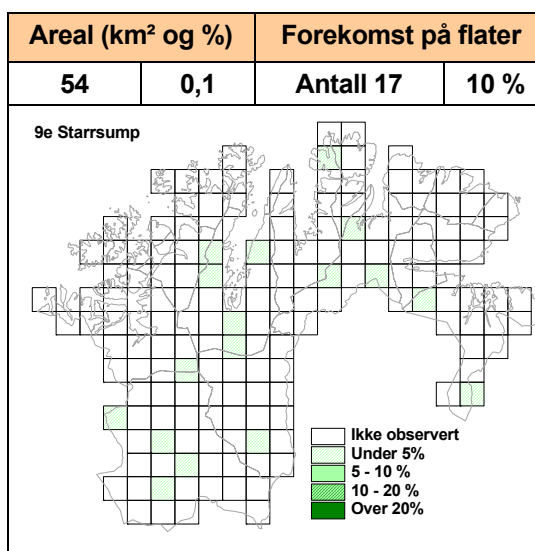 Areal (km² og %) Forekomst på flater
54 0,1 Antall 17 10 %
9e Starrsump
Ikke observert
Under 5%
5 - 10 %
10 - 20 %
Over 20%